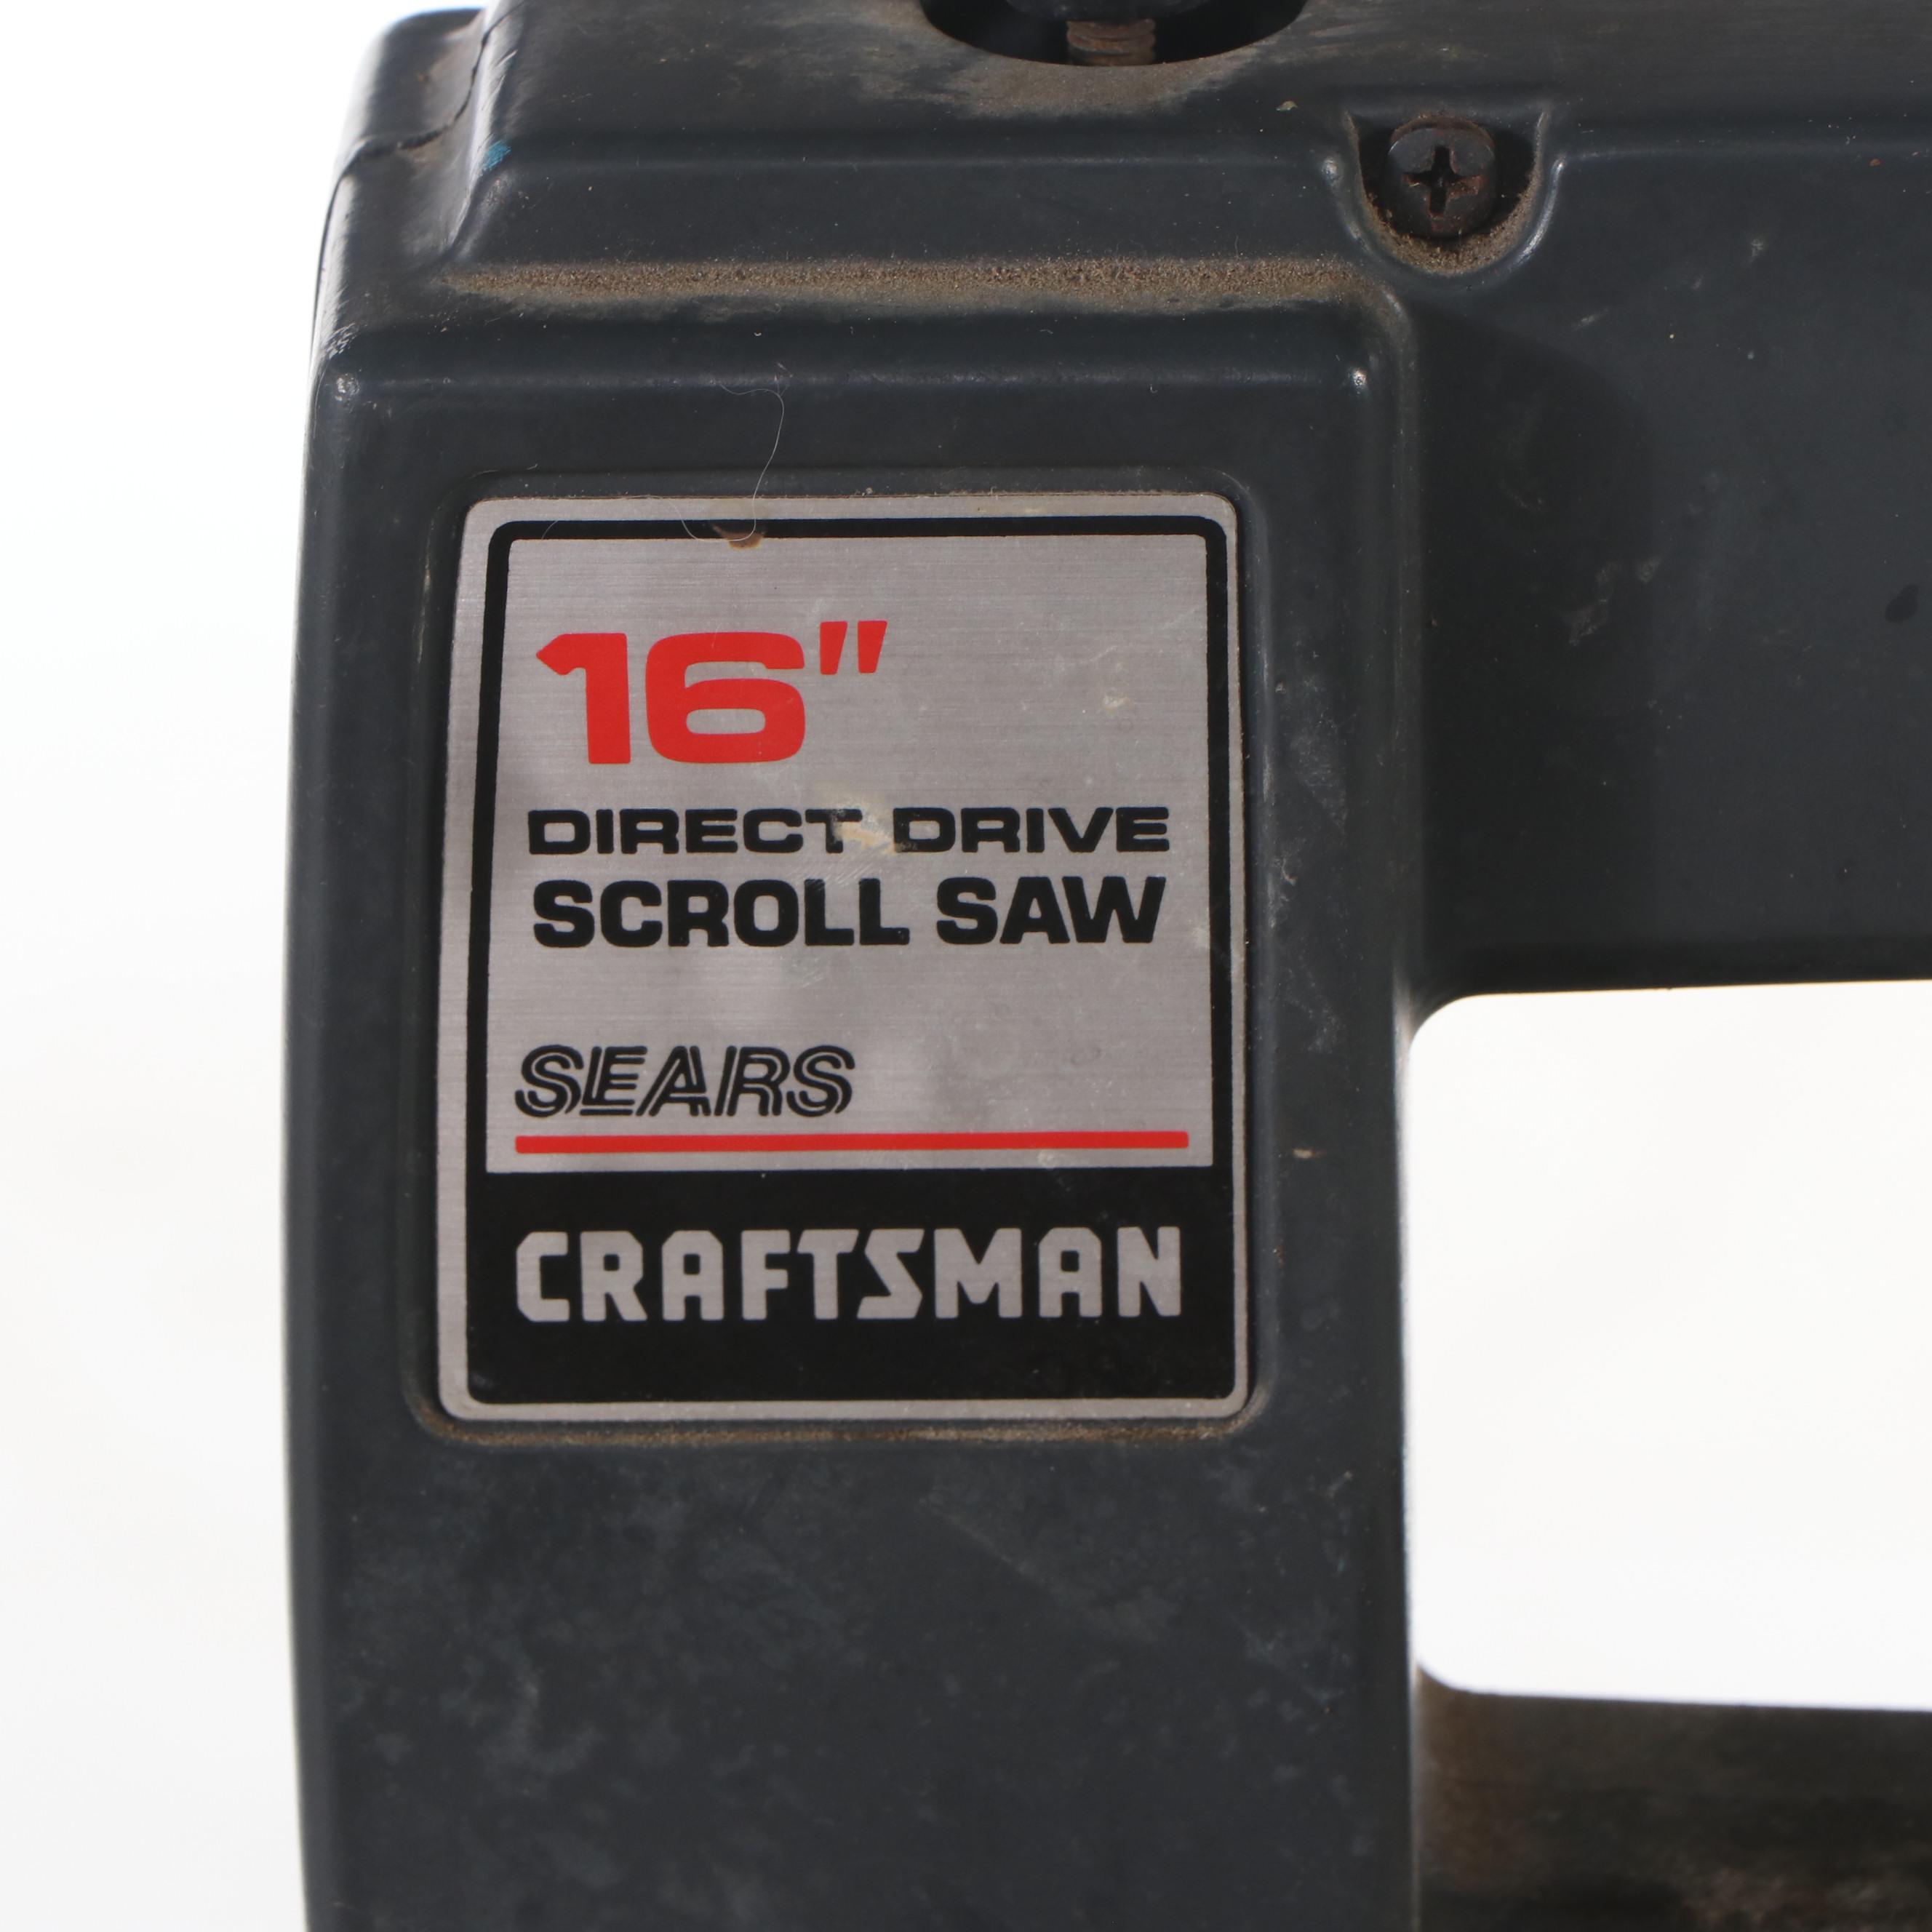 16"
DIRECT DRIVE
SCROLL SAW
SEARS
CRAFTSMAN